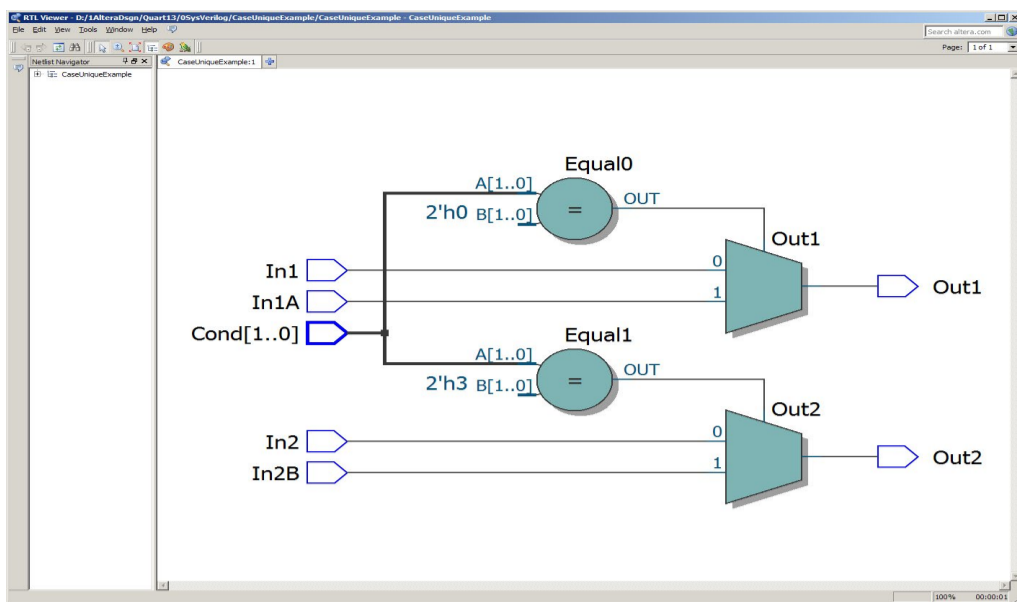 RTL Viewer - D:/1AlteraDsgn/Quart13/0SysVerilog/CaseUniqueExample/CaseUniqueExample - CaseUniqueExample
File Edit View Tools Window Help
Search altera.com
Page: 1 of 1
Netlist Navigator
CaseUniqueExample:1
CaseUniqueExample
Equal0
A[1..0]
OUT
2'h0 B[1..0]
=
Out1
0
In1
1
In1A
Out1
Cond[1..0]
Equal1
A[1..0]
OUT
2'h3 B[1..0]
=
Out2
0
In2
1
In2B
Out2
100% 00:00:01